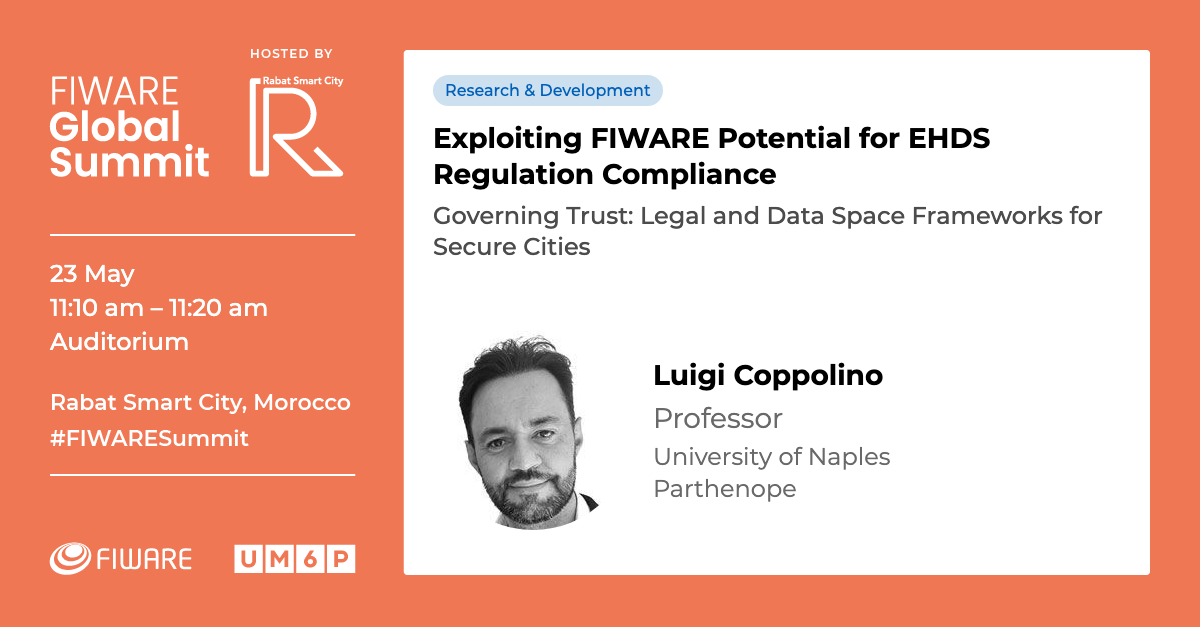 HOSTED BY
FIWARE
Global
Summit
Rabat Smart City
R
23 May
11:10 am – 11:20 am
Auditorium
Rabat Smart City, Morocco
#FIWARESummit
FIWARE
UM6P
Research & Development
Exploiting FIWARE Potential for EHDS
Regulation Compliance
Governing Trust: Legal and Data Space Frameworks for
Secure Cities
Luigi Coppolino
Professor
University of Naples
Parthenope